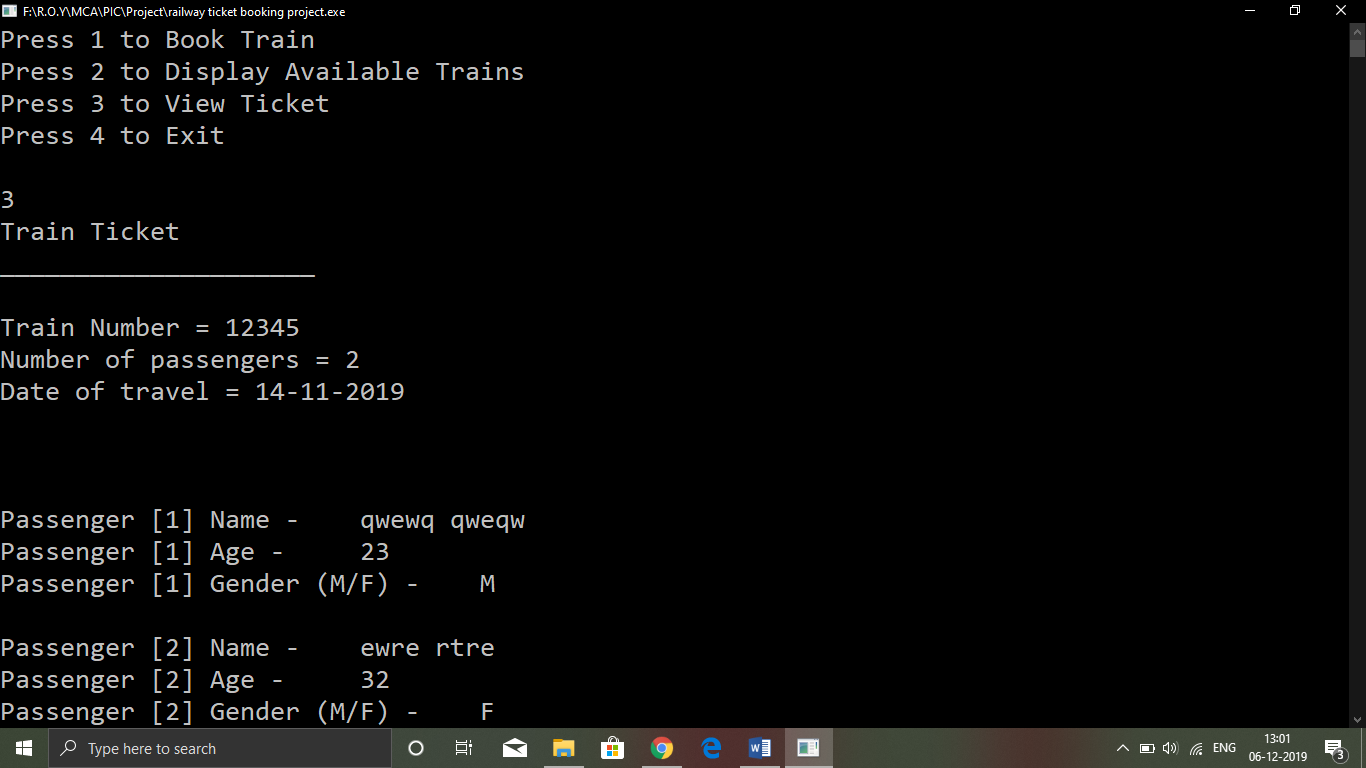 F:\R.O.Y\MCA\PIC\Project\railway ticket booking project.exe
Press 1 to Book Train
Press 2 to Display Available Trains
Press 3 to View Ticket
Press 4 to Exit
3
Train Ticket
_____________________
Train Number = 12345
Number of passengers = 2
Date of travel = 14-11-2019
Passenger [1] Name -    qwewq qweqw
Passenger [1] Age -     23
Passenger [1] Gender (M/F) -    M
Passenger [2] Name -    ewre rtre
Passenger [2] Age -     32
Passenger [2] Gender (M/F) -    F
Type here to search
ENG
13:01
06-12-2019
3